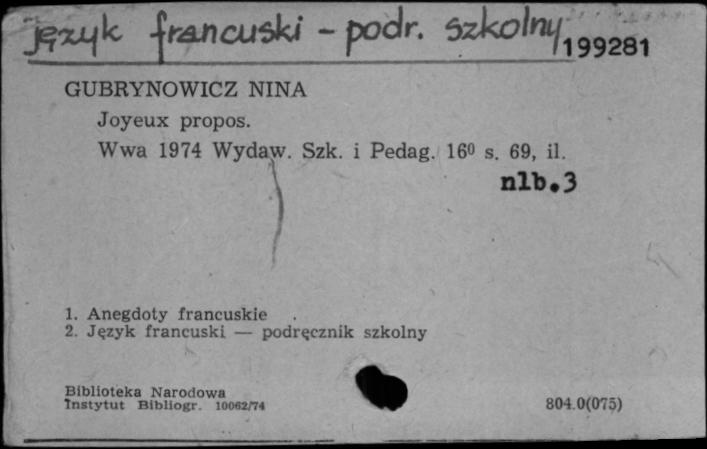 język francuski - podr. szkolny
199281
GUBRYNOWICZ NINA
Joyeux propos.
Wwa 1974 Wydaw. Szk. i Pedag. 16⁰ s. 69, il.
nlb.3
1. Anegdoty francuskie
2. Język francuski — podręcznik szkolny
Biblioteka Narodowa
Instytut Bibliogr. 10062/74
804.0(075)